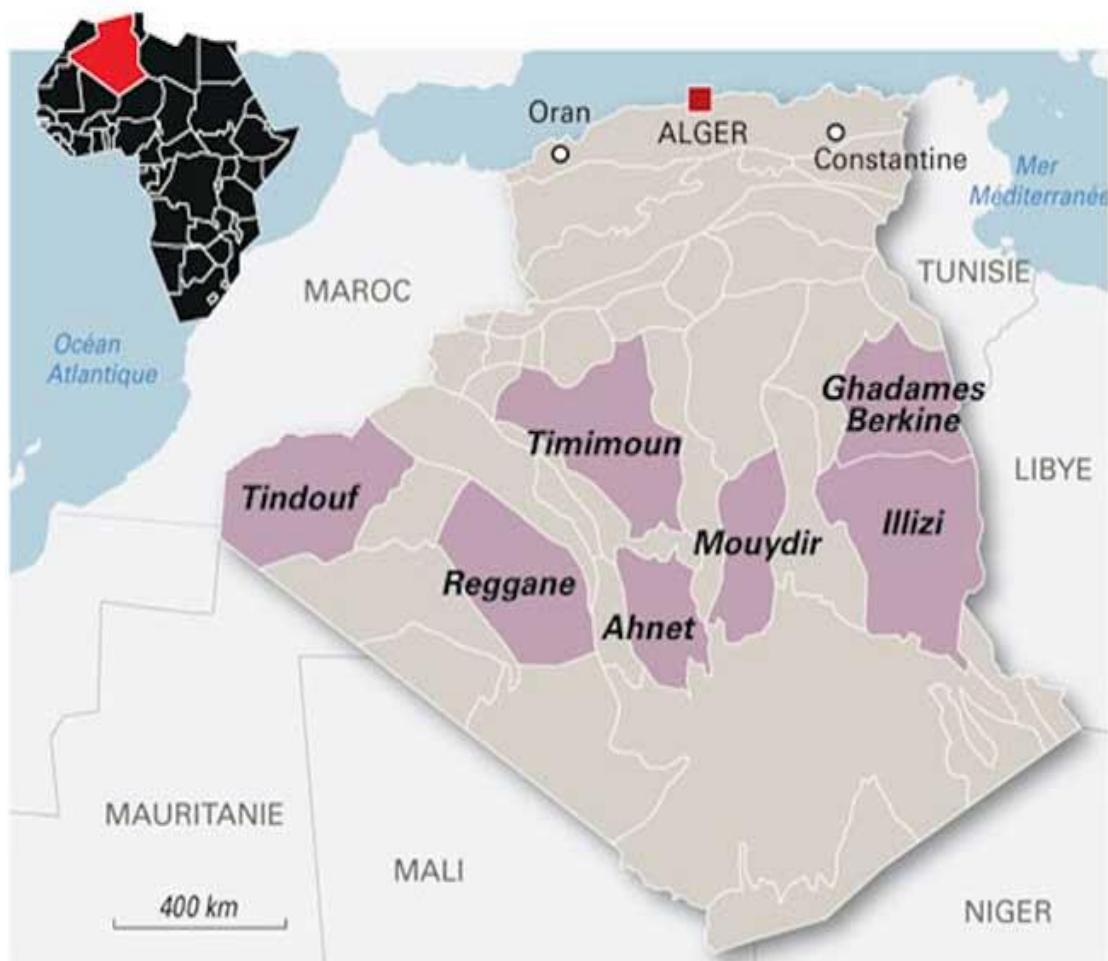 Oran
ALGER
Constantine
Mer
Méditerranée
MAROC
TUNISIE
Océan
Atlantique
Ghadames
Berkine
Timimoun
LIBYE
Tindouf
Illizi
Mouydir
Reggane
Ahnet
MAURITANIE
MALI
400 km
NIGER